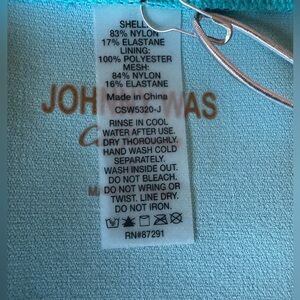 SHELL
83% NYLON
17% ELASTANE
LINING:
100% POLYESTER
MESH:
84% NYLON
16% ELASTANE
Made in China
CSW5320-J
RINSE IN COOL
WATER AFTER USE.
DRY THOROUGHLY.
HAND WASH COLD
SEPARATELY.
WASH INSIDE OUT.
DO NOT BLEACH.
DO NOT WRING OR
TWIST. LINE DRY.
DO NOT IRON.
RN#87291
JOH
WAS